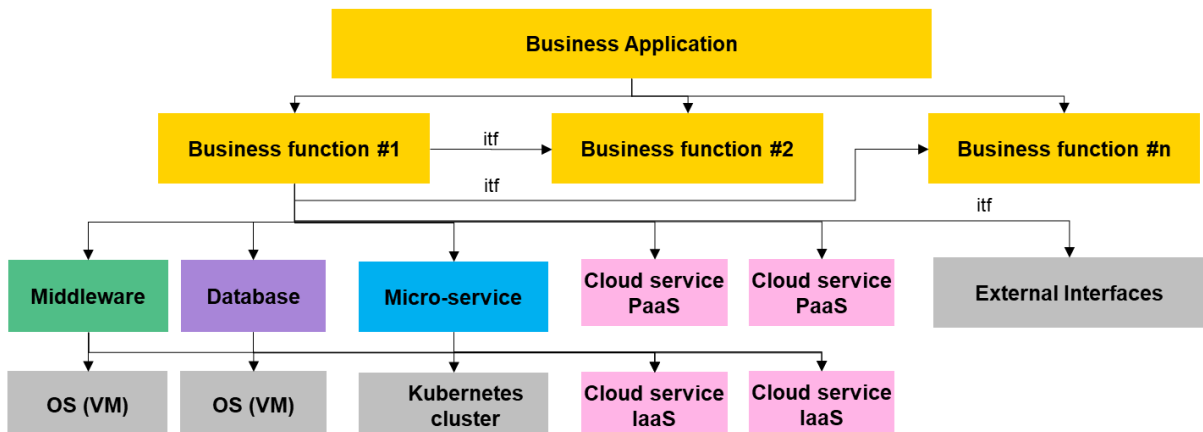 Business Application
Business function #1
itf
Business function #2
Business function #n
itf
itf
Middleware
Database
Micro-service
Cloud service
PaaS
Cloud service
PaaS
External Interfaces
OS (VM)
OS (VM)
Kubernetes
cluster
Cloud service
IaaS
Cloud service
IaaS